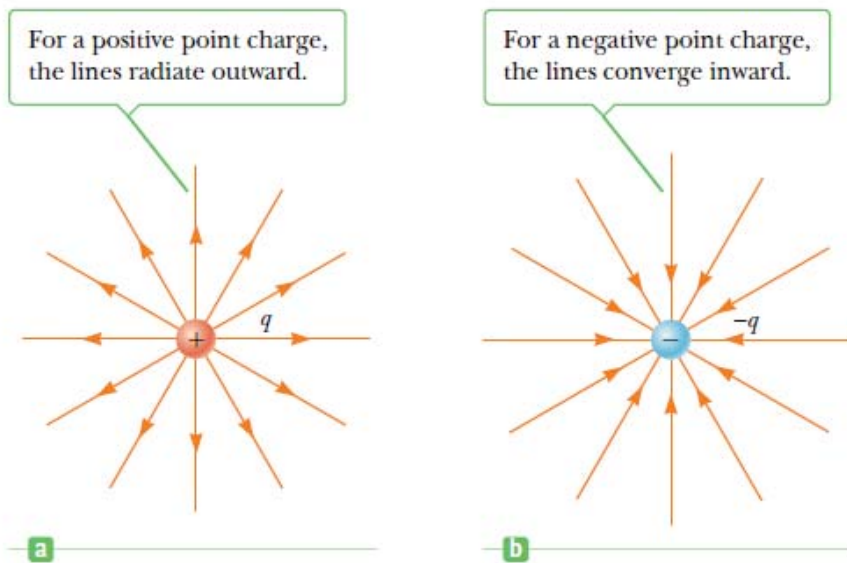 For a positive point charge,
the lines radiate outward.
+
q
a
For a negative point charge,
the lines converge inward.
−
−q
b